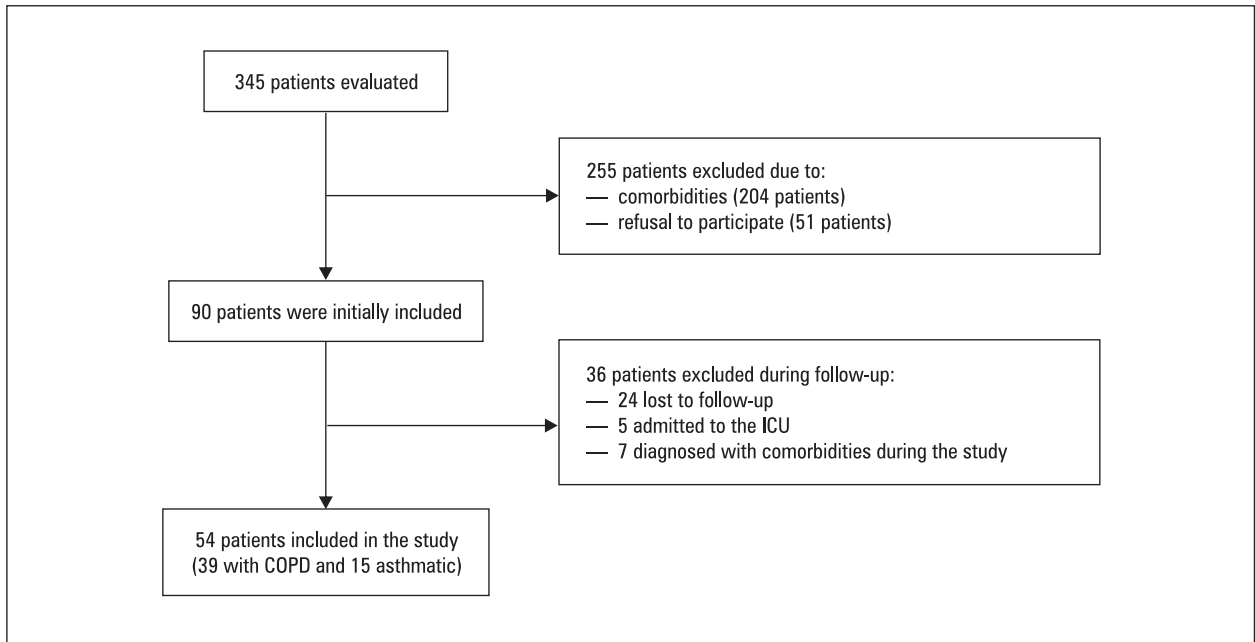 345 patients evaluated
255 patients excluded due to:
— comorbidities (204 patients)
— refusal to participate (51 patients)
90 patients were initially included
36 patients excluded during follow-up:
— 24 lost to follow-up
— 5 admitted to the ICU
— 7 diagnosed with comorbidities during the study
54 patients included in the study
(39 with COPD and 15 asthmatic)